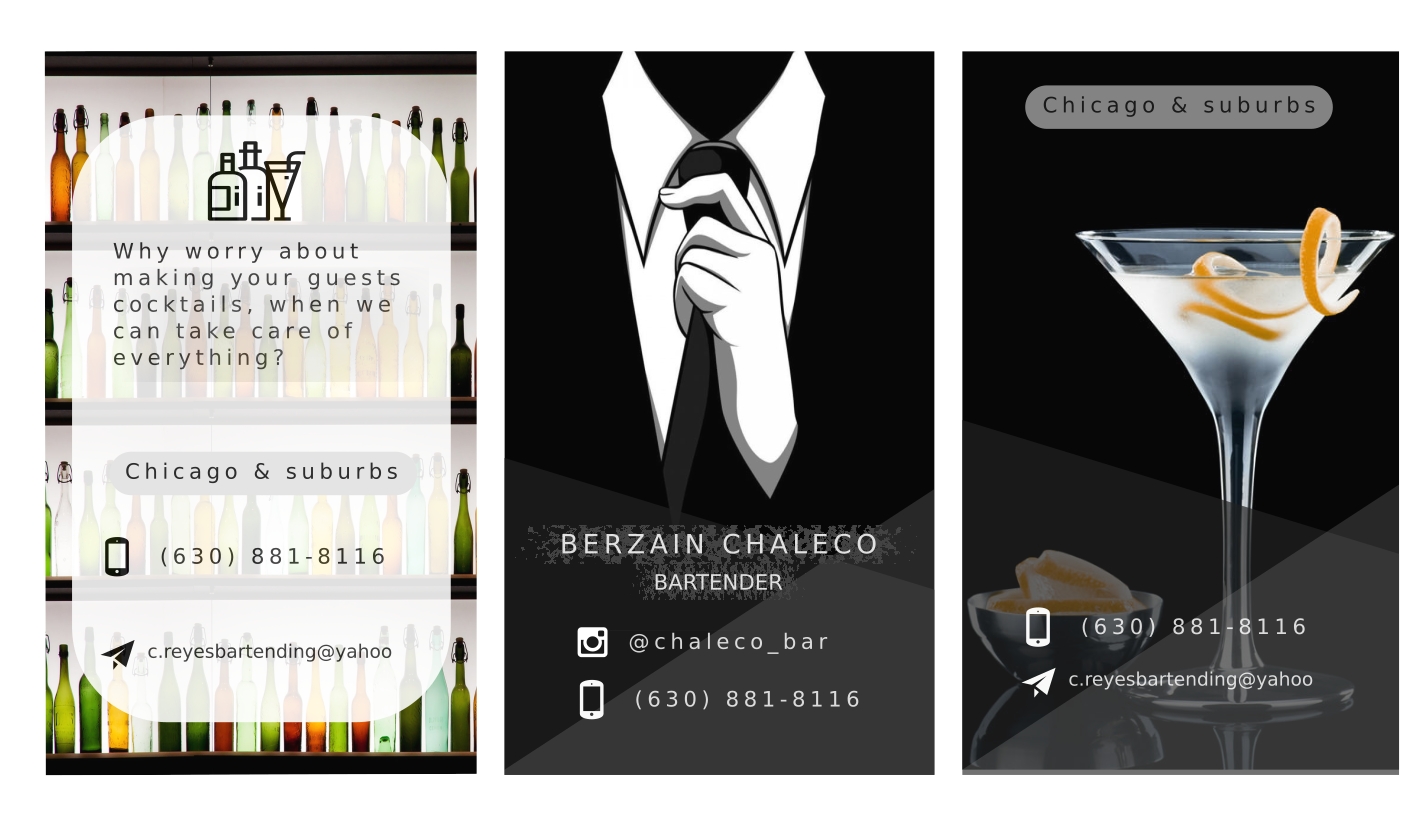 Why worry about
making your guests
cocktails, when we
can take care of
everything?
Chicago & suburbs
(630) 881-8116
c.reyesbartending@yahoo
BERZAIN CHALECO
BARTENDER
@chaleco_bar
(630) 881-8116
Chicago & suburbs
(630) 881-8116
c.reyesbartending@yahoo